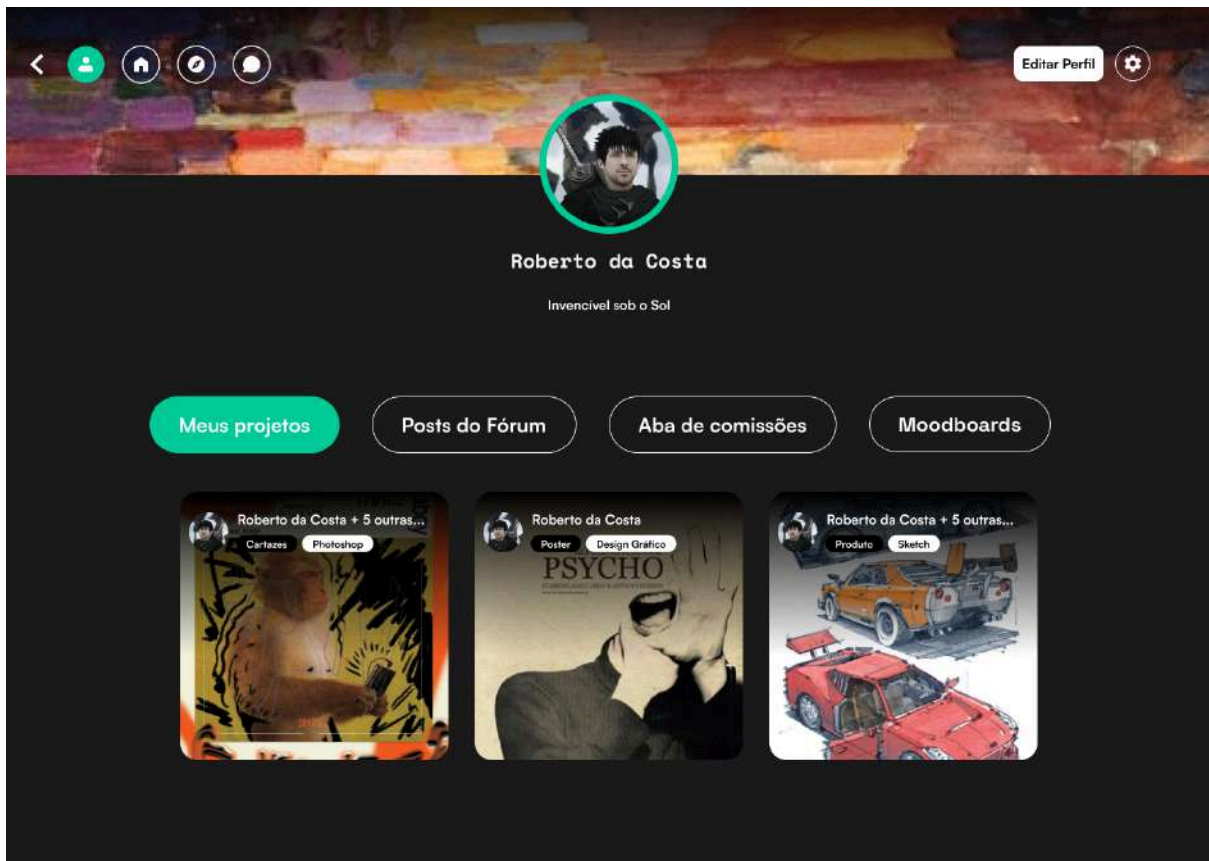 Editar Perfil
Roberto da Costa
Invencível sob o Sol
Meus projetos
Posts do Fórum
Aba de comissões
Moodboards
Roberto da Costa + 5 outras...
Cartazes
Photoshop
Roberto da Costa
Poster
Design Gráfico
PSYCHO
Roberto da Costa + 5 outras...
Produto
Sketch